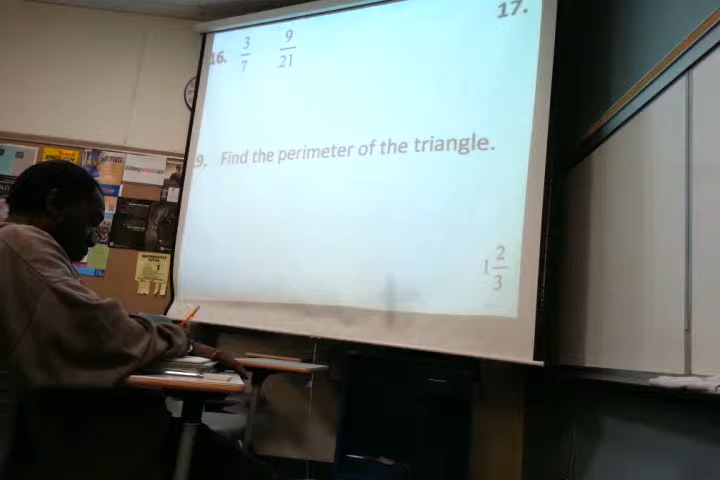 17.
16. 3/7 9/21
9. Find the perimeter of the triangle.
1 2/3